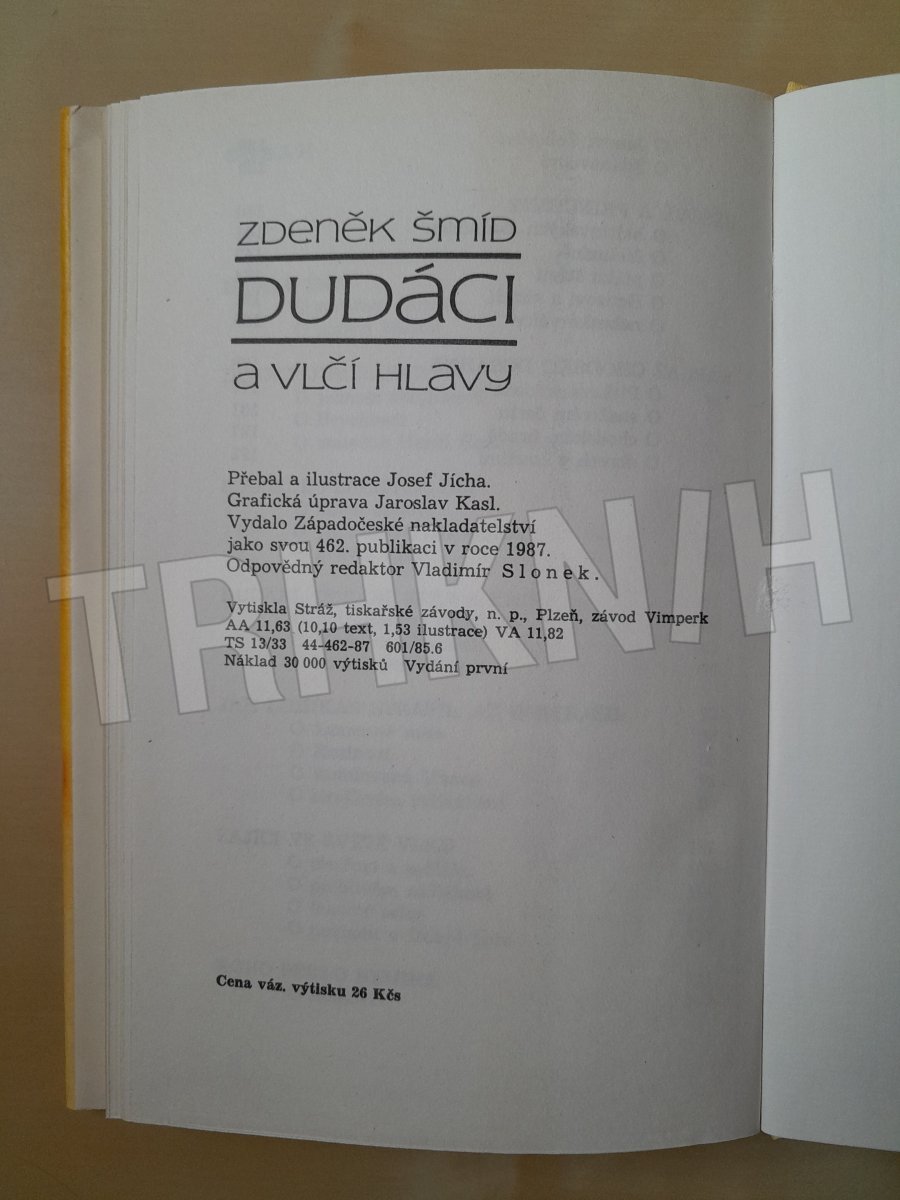 Zdeněk Šmíd
DUDÁCI
a vlčí hlavy
Přebal a ilustrace Josef Jícha.
Grafická úprava Jaroslav Kasl.
Vydalo Západočeské nakladatelství
jako svou 462. publikaci v roce 1987.
Odpovědný redaktor Vladimír Slonek.
Vytiskla Stráž, tiskařské závody, n. p., Plzeň, závod Vimperk
AA 11,63 (10,10 text, 1,53 ilustrace) VA 11,82
TS 13/33 44-462-87 601/85.6
Náklad 30 000 výtisků Vydání první
Cena váz. výtisku 26 Kčs
TRHKNIH